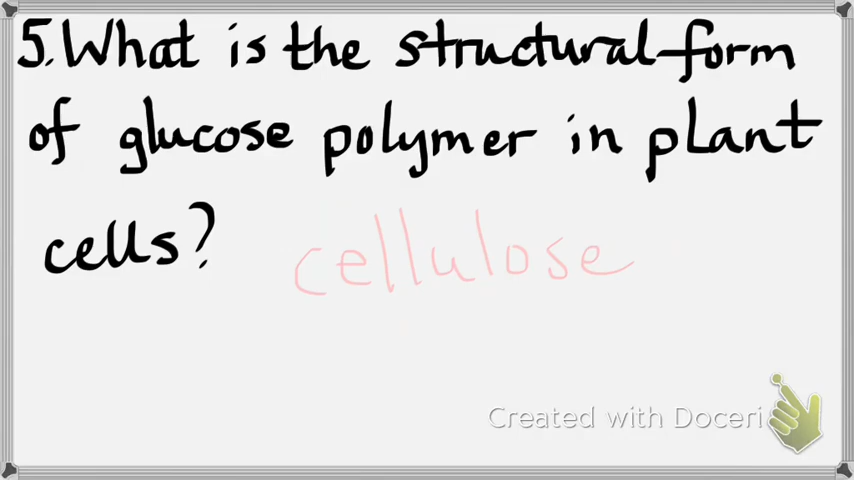 5. What is the structural form
of glucose polymer in plant
cells? cellulose
Created with Doceri